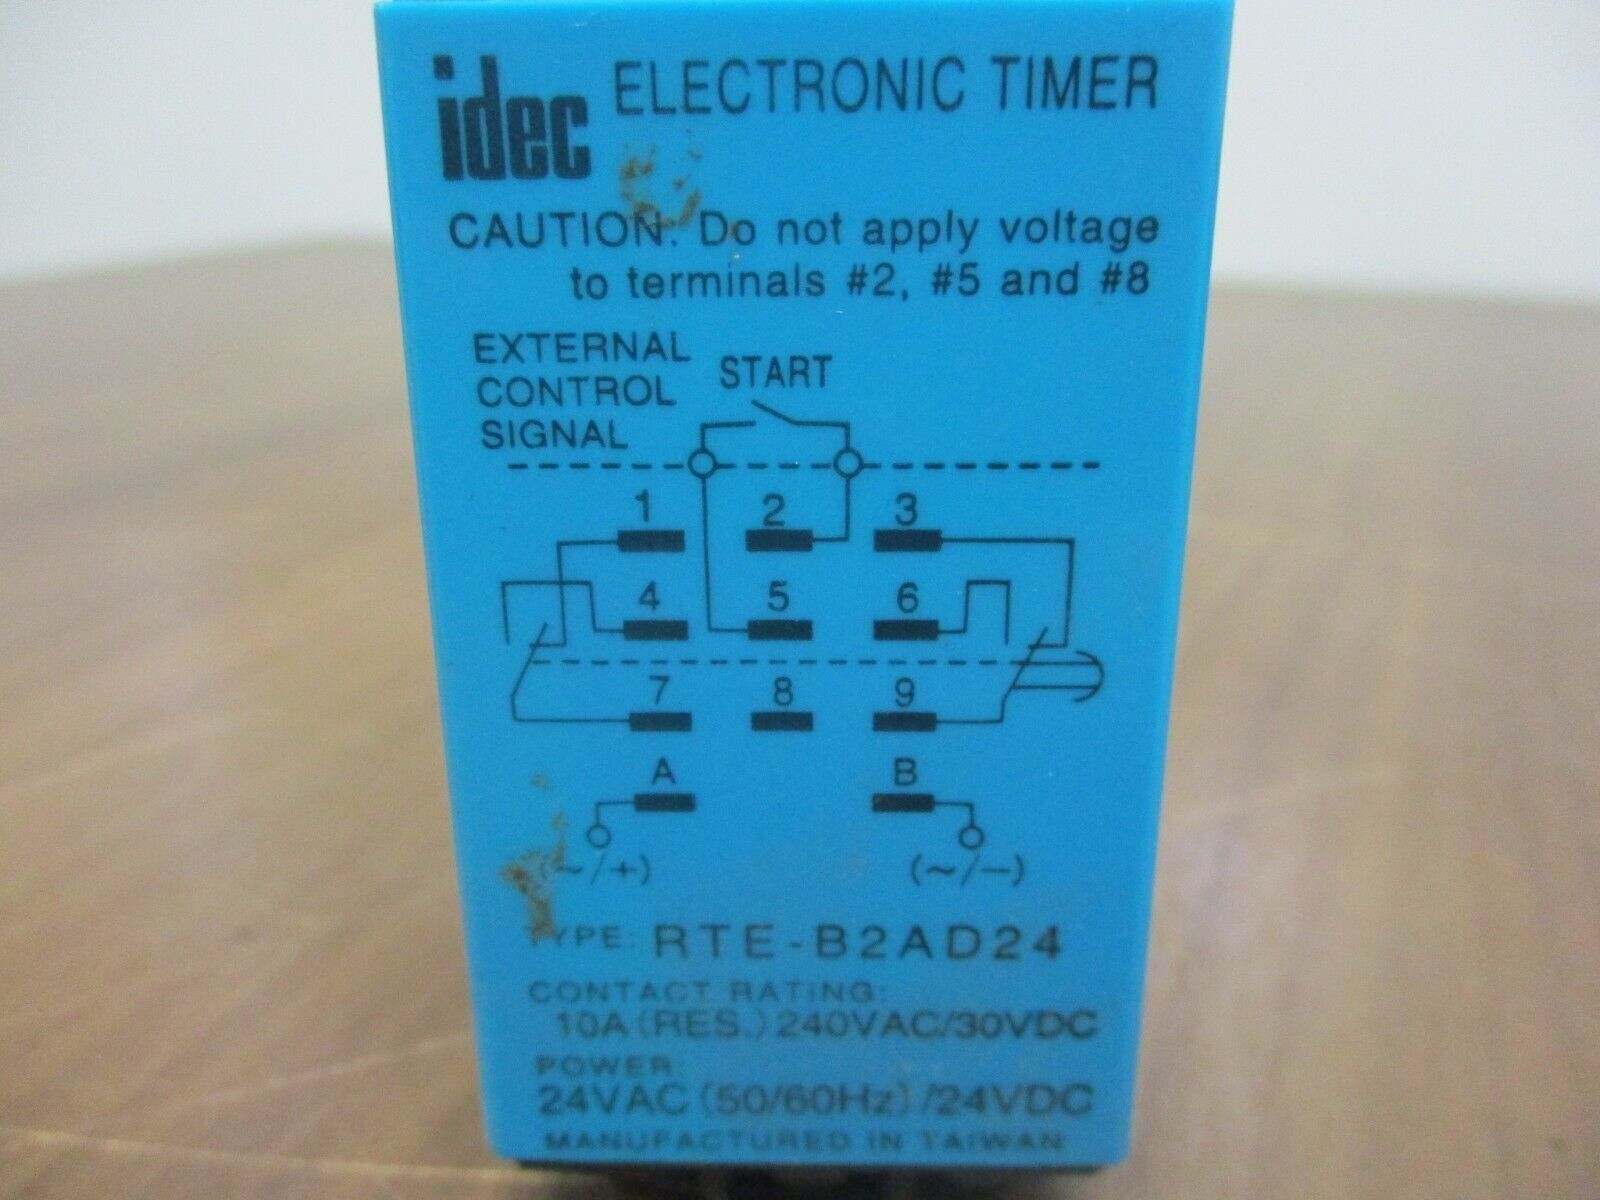 idec ELECTRONIC TIMER
CAUTION: Do not apply voltage
to terminals #2, #5 and #8
EXTERNAL
CONTROL
SIGNAL
START
1 2 3
4 5 6
7 8 9
A B
(~/+) (~/−)
TYPE: RTE-B2AD24
CONTACT RATING:
10A(RES.)240VAC/30VDC
POWER:
24VAC(50/60Hz)/24VDC
MANUFACTURED IN TAIWAN